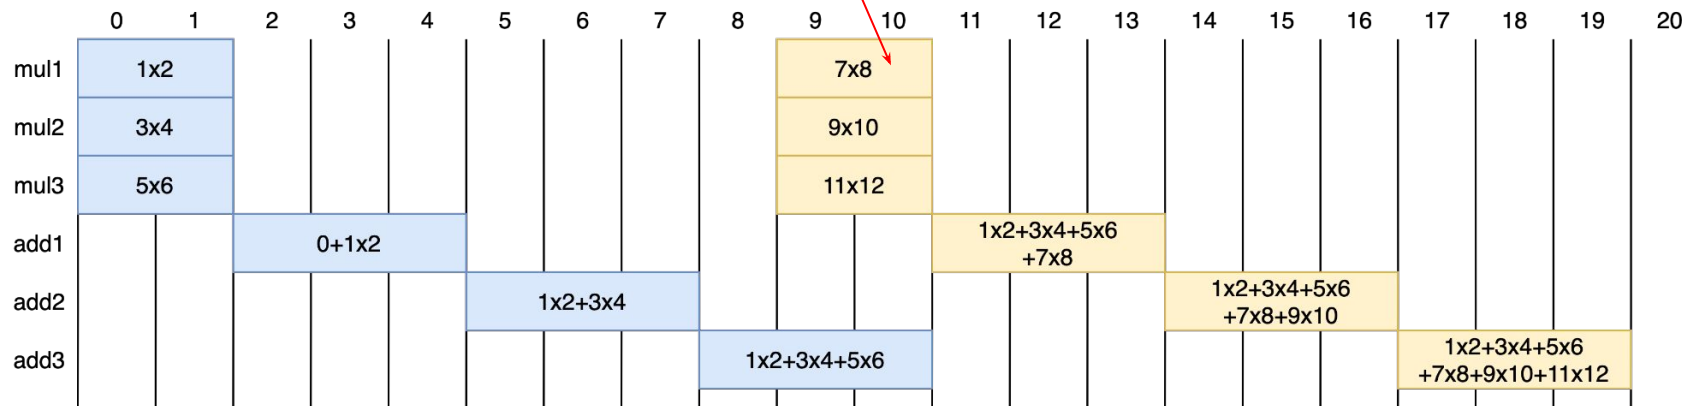 0 1 2 3 4 5 6 7 8 9 10 11 12 13 14 15 16 17 18 19 20
mul1 1x2 7x8
mul2 3x4 9x10
mul3 5x6 11x12
add1 0+1x2 1x2+3x4+5x6
+7x8
add2 1x2+3x4 1x2+3x4+5x6
+7x8+9x10
add3 1x2+3x4+5x6 1x2+3x4+5x6
+7x8+9x10+11x12